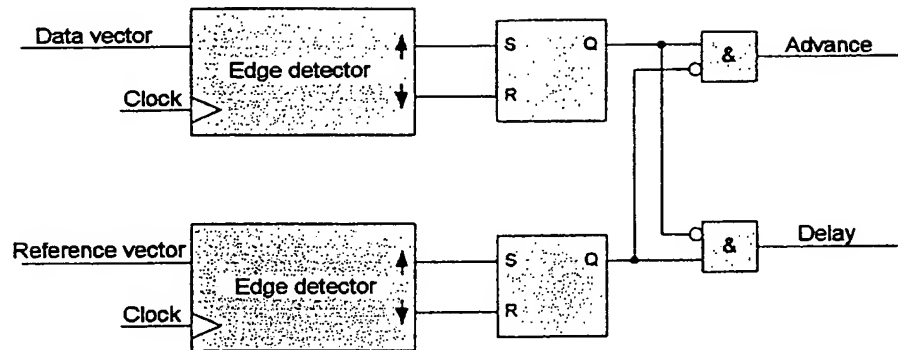 Data vector
Edge detector
Clock
S
Q
R
&
Advance
Reference vector
Edge detector
Clock
S
Q
R
&
Delay